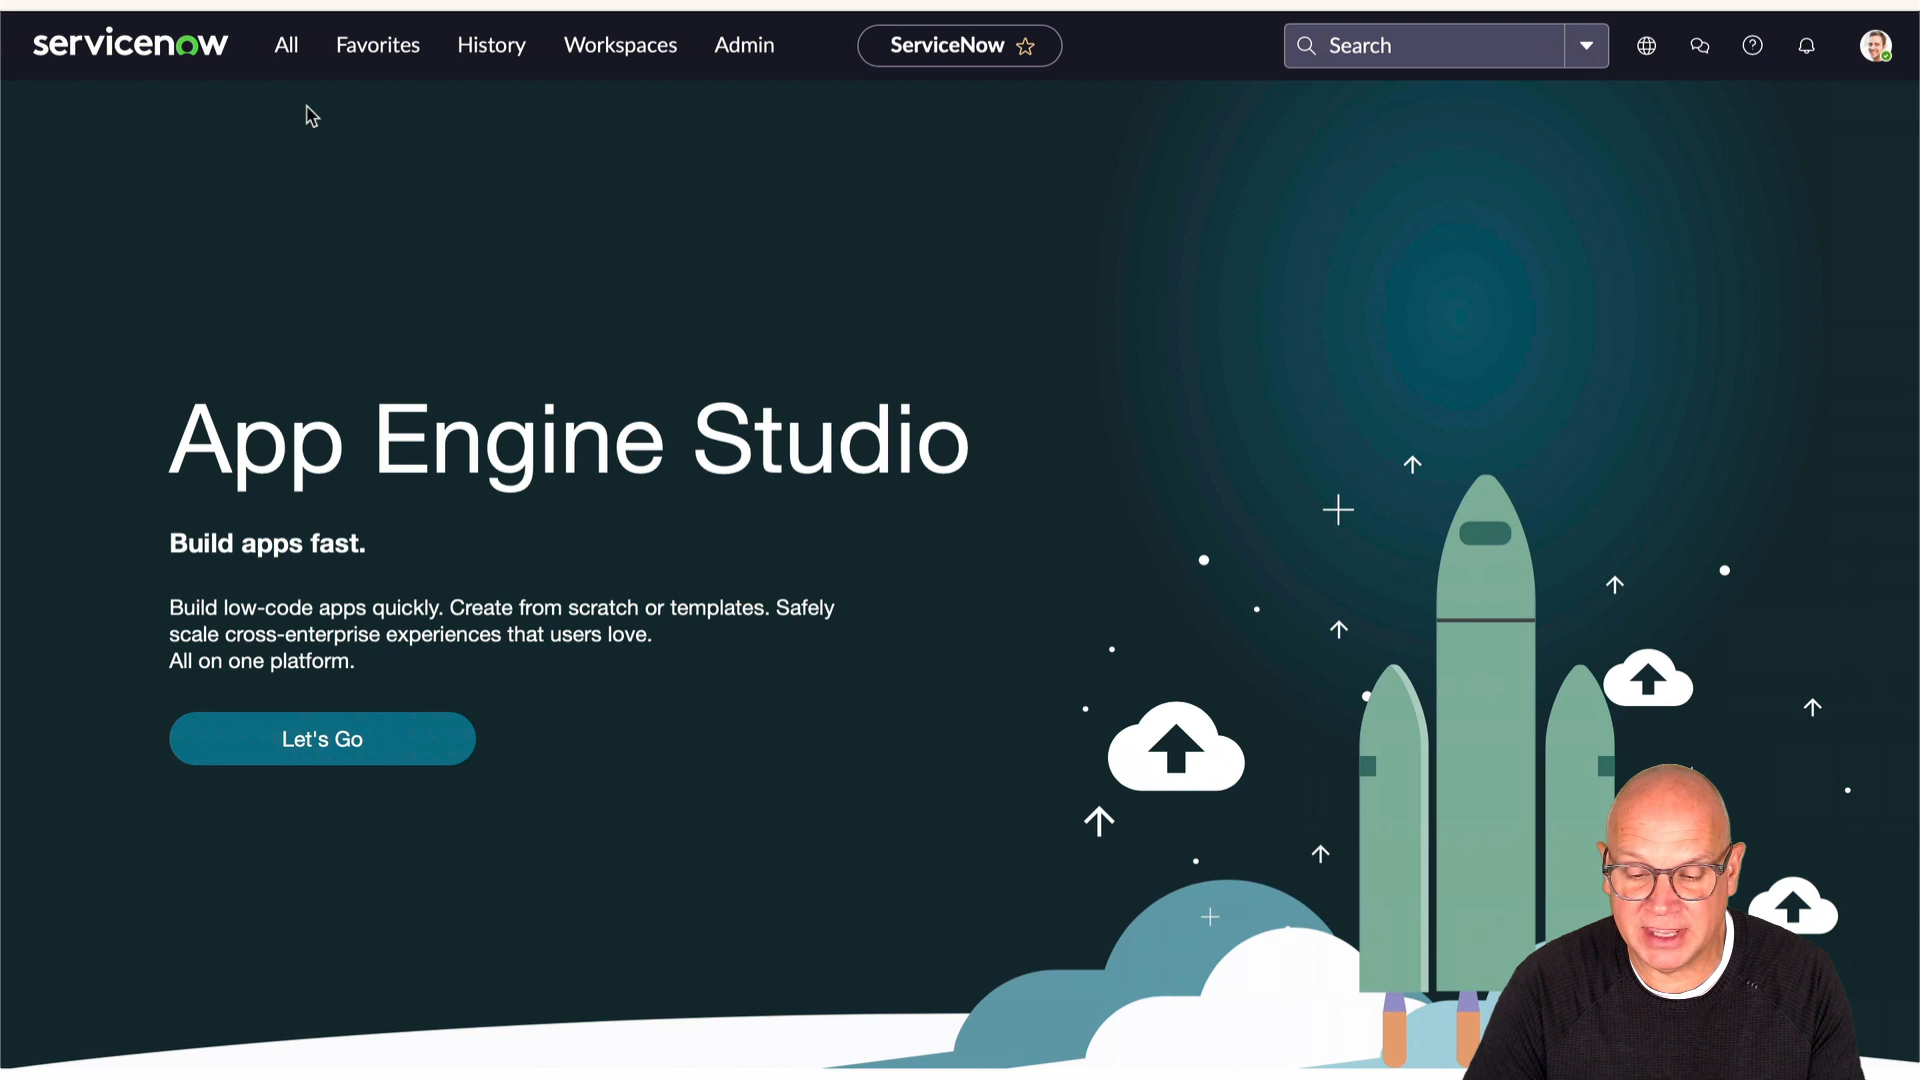 servicenow
All
Favorites
History
Workspaces
Admin
ServiceNow
Search
App Engine Studio
Build apps fast.
Build low-code apps quickly. Create from scratch or templates. Safely
scale cross-enterprise experiences that users love.
All on one platform.
Let's Go